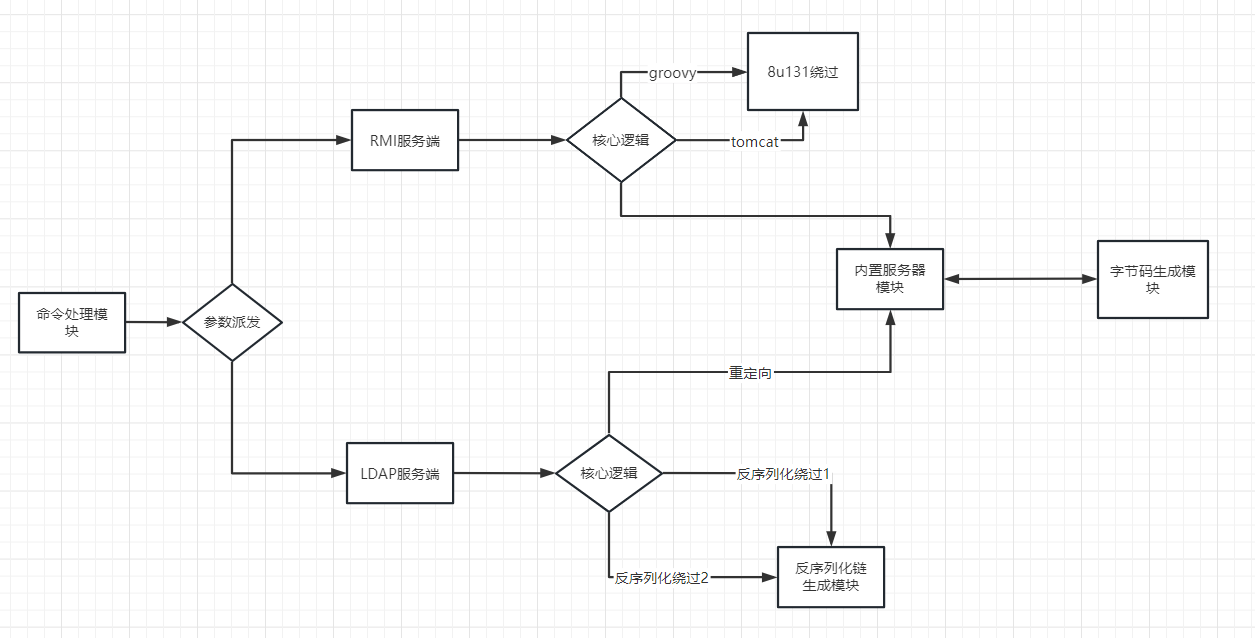 groovy
8u131绕过
RMI服务端
核心逻辑
tomcat
内置服务器
模块
字节码生成模
块
命令处理模
块
参数派发
重定向
LDAP服务端
核心逻辑
反序列化绕过1
反序列化绕过2
反序列化链
生成模块